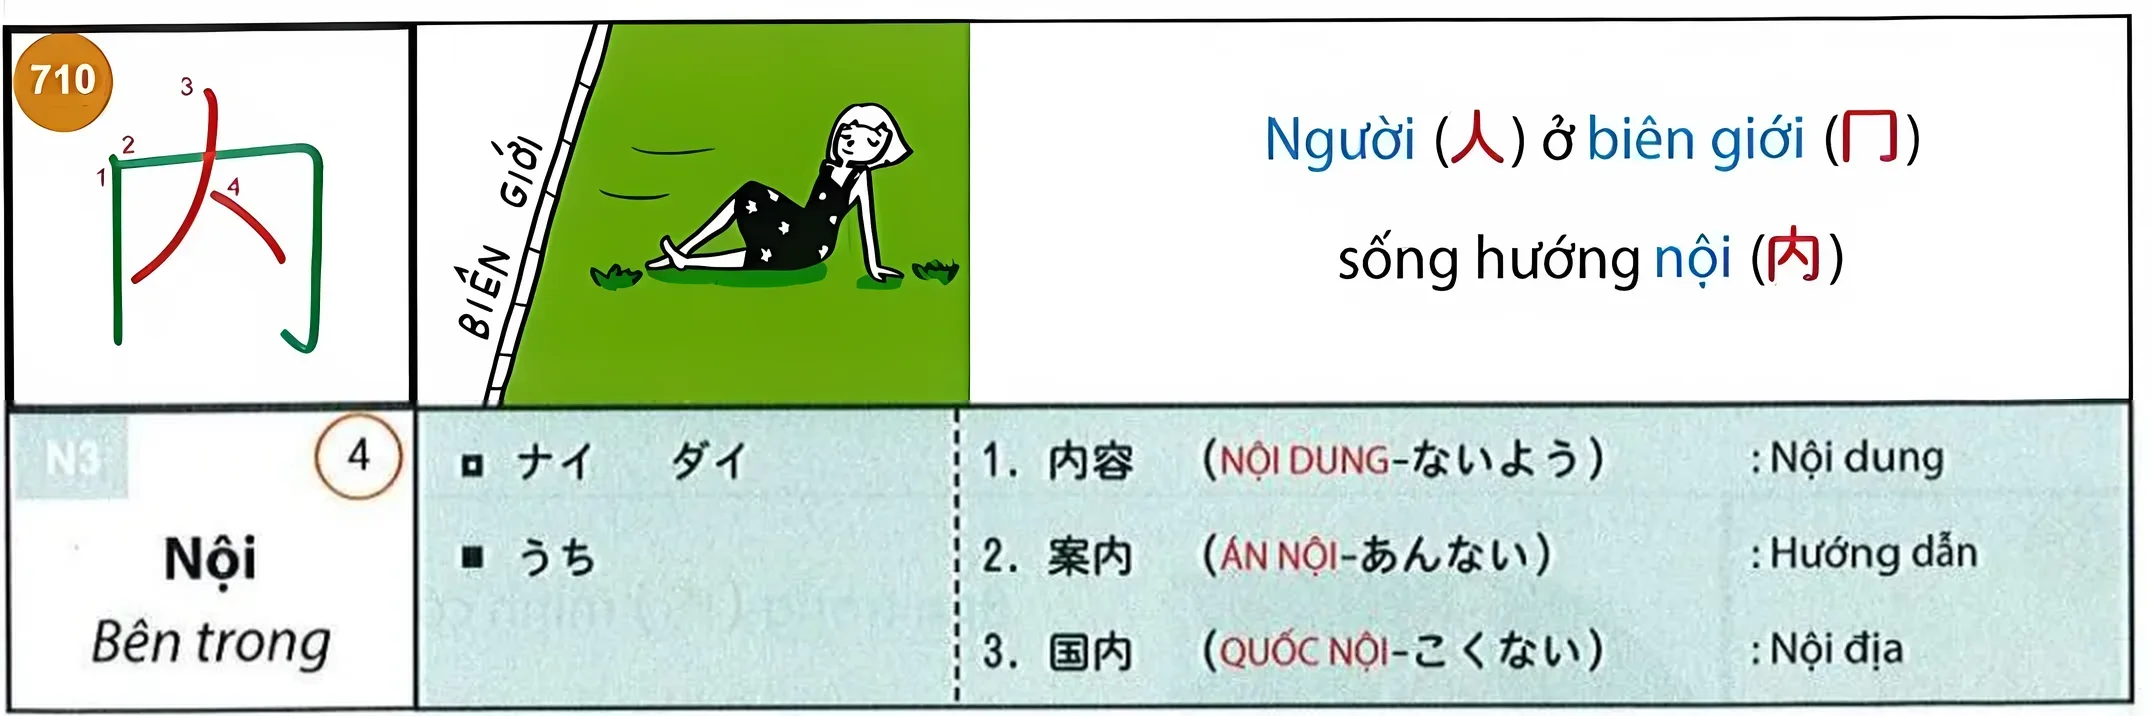 710
1
2
3
4
BIÊN GIỚI
Người (人) ở biên giới (冂)
sống hướng nội (内)
N3
4
Nội
Bên trong
ナイ ダイ
うち
1. 内容 (NỘI DUNG-ないよう) : Nội dung
2. 案内 (ÁN NỘI-あんない) : Hướng dẫn
3. 国内 (QUỐC NỘI-こくない) : Nội địa